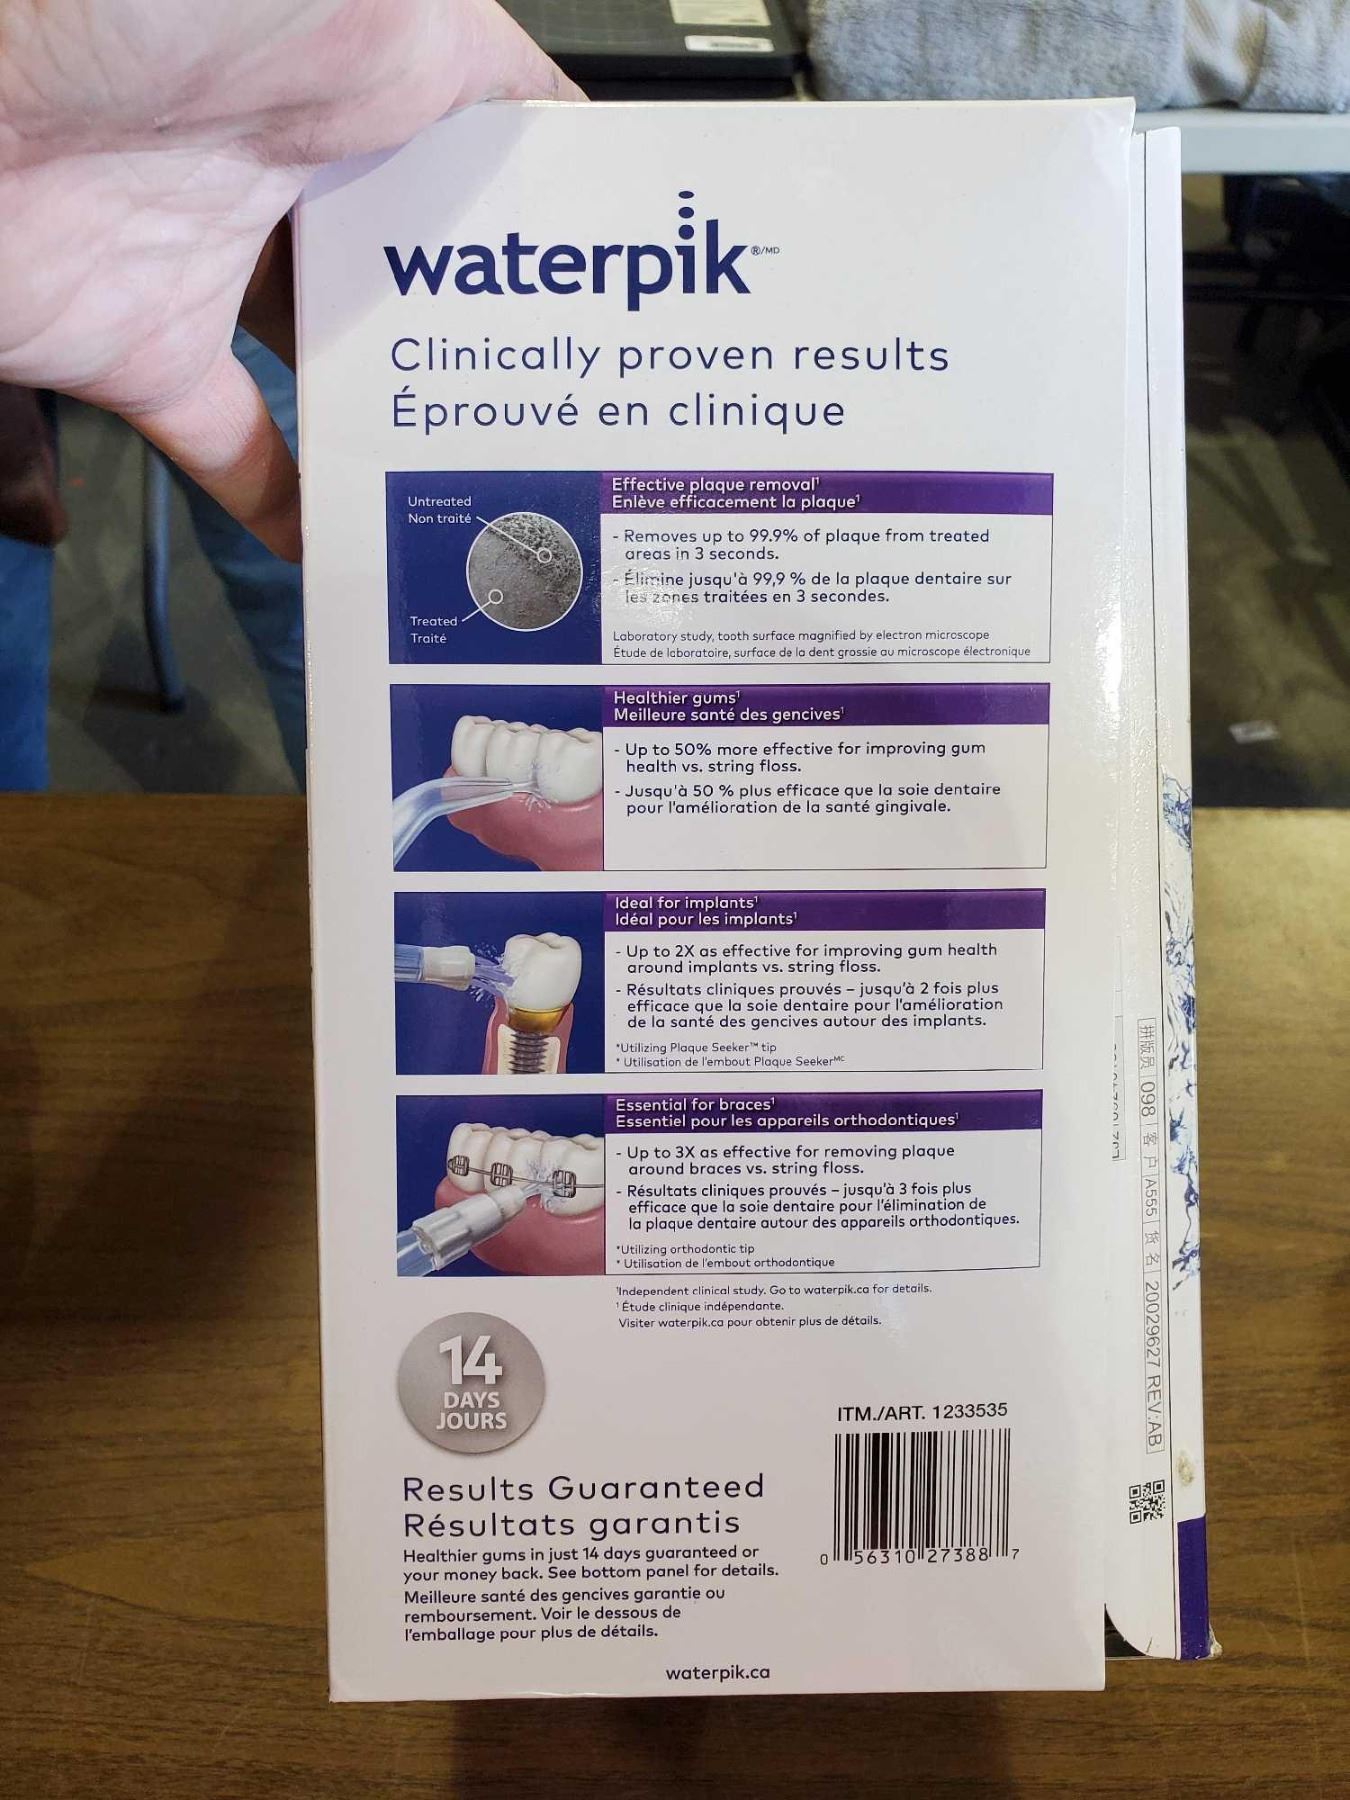 waterpik®/MD
Clinically proven results
Éprouvé en clinique
Untreated
Non traité
Treated
Traité
Effective plaque removal¹
Enlève efficacement la plaque¹
- Removes up to 99.9% of plaque from treated
areas in 3 seconds.
- Élimine jusqu'à 99,9 % de la plaque dentaire sur
les zones traitées en 3 secondes.
Laboratory study, tooth surface magnified by electron microscope
Étude de laboratoire, surface de la dent grossie au microscope électronique
Healthier gums¹
Meilleure santé des gencives¹
- Up to 50% more effective for improving gum
health vs. string floss.
- Jusqu'à 50 % plus efficace que la soie dentaire
pour l'amélioration de la santé gingivale.
Ideal for implants¹
Idéal pour les implants¹
- Up to 2X as effective for improving gum health
around implants vs. string floss.
- Résultats cliniques prouvés – jusqu'à 2 fois plus
efficace que la soie dentaire pour l'amélioration
de la santé des gencives autour des implants.
*Utilizing Plaque Seeker™ tip
* Utilisation de l'embout Plaque Seekerᴹᶜ
Essential for braces¹
Essentiel pour les appareils orthodontiques¹
- Up to 3X as effective for removing plaque
around braces vs. string floss.
- Résultats cliniques prouvés – jusqu'à 3 fois plus
efficace que la soie dentaire pour l'élimination de
la plaque dentaire autour des appareils orthodontiques.
*Utilizing orthodontic tip
* Utilisation de l'embout orthodontique
¹Independent clinical study. Go to waterpik.ca for details.
¹ Étude clinique indépendante.
Visiter waterpik.ca pour obtenir plus de détails.
14
DAYS
JOURS
Results Guaranteed
Résultats garantis
Healthier gums in just 14 days guaranteed or
your money back. See bottom panel for details.
Meilleure santé des gencives garantie ou
remboursement. Voir le dessous de
l'emballage pour plus de détails.
ITM./ART. 1233535
0 56310 27388 7
waterpik.ca
拼版员 098 客户 A555 货名 20029627 REV:AB